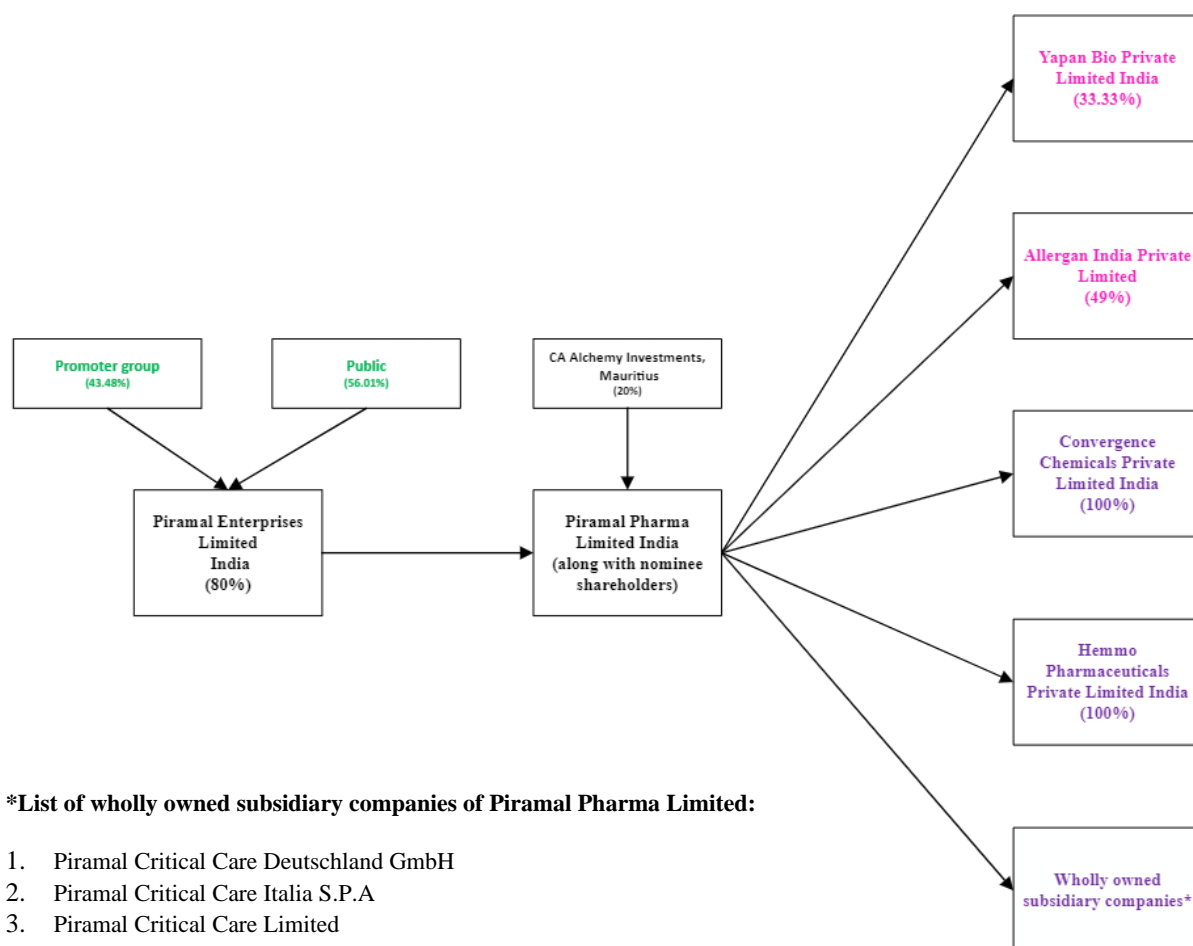 Yapan Bio Private
Limited India
(33.33%)
Allergan India Private
Limited
(49%)
Promoter group
(43.48%)
Public
(56.01%)
CA Alchemy Investments,
Mauritius
(20%)
Convergence
Chemicals Private
Limited India
(100%)
Piramal Enterprises
Limited
India
(80%)
Piramal Pharma
Limited India
(along with nominee
shareholders)
Hemmo
Pharmaceuticals
Private Limited India
(100%)
Wholly owned
subsidiary companies*
*List of wholly owned subsidiary companies of Piramal Pharma Limited:
1. Piramal Critical Care Deutschland GmbH
2. Piramal Critical Care Italia S.P.A
3. Piramal Critical Care Limited